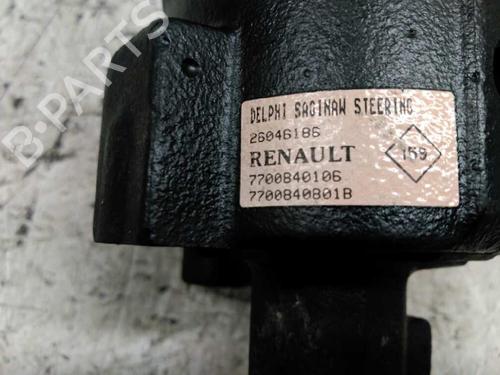 DELPHI SAGINAW STEERING
26046186
RENAULT
159
7700840106
7700840801B
B-PARTS